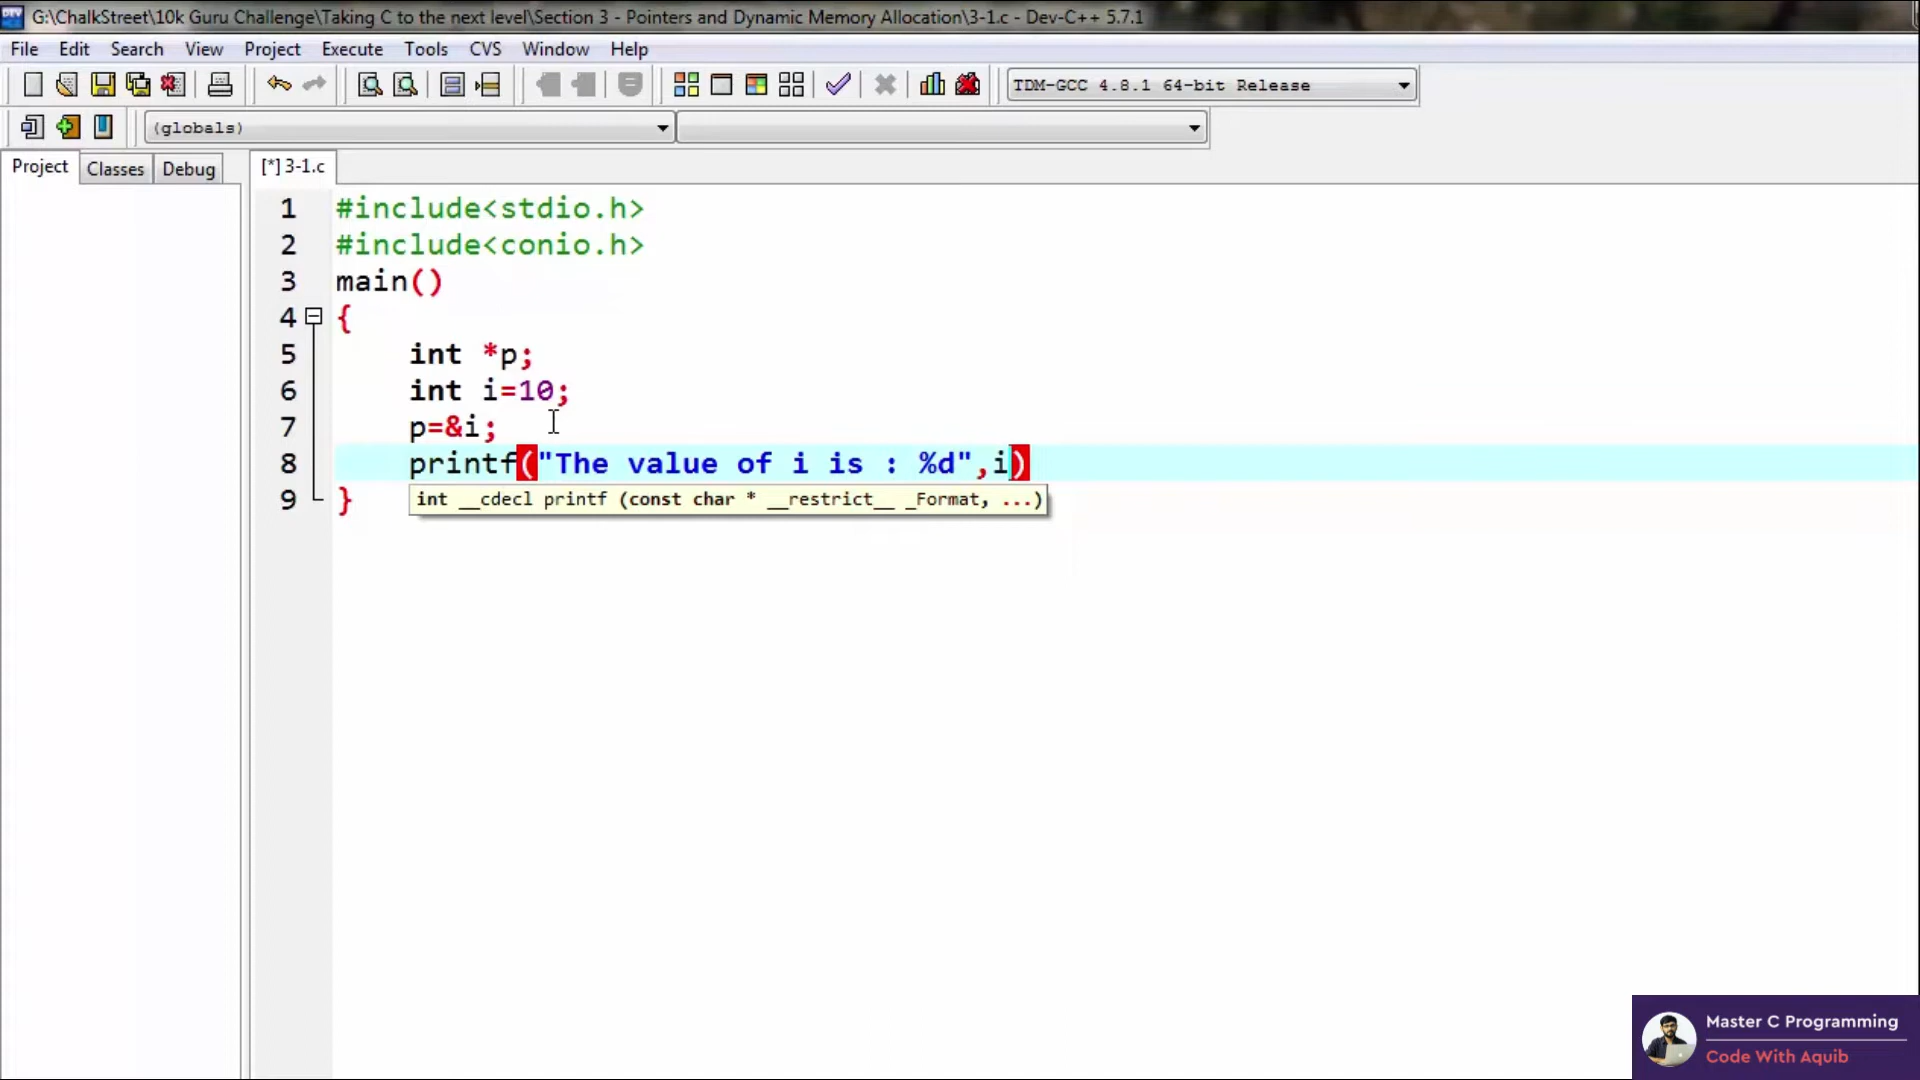 G:\ChalkStreet\10k Guru Challenge\Taking C to the next level\Section 3 - Pointers and Dynamic Memory Allocation\3-1.c - Dev-C++ 5.7.1
File Edit Search View Project Execute Tools CVS Window Help
TDM-GCC 4.8.1 64-bit Release
(globals)
Project Classes Debug [*] 3-1.c
1 #include<stdio.h>
2 #include<conio.h>
3 main()
4 {
5 int *p;
6 int i=10;
7 p=&i;
8 printf("The value of i is : %d",i)
9 }
int __cdecl printf (const char * __restrict__ _Format, ...)
Master C Programming
Code With Aquib